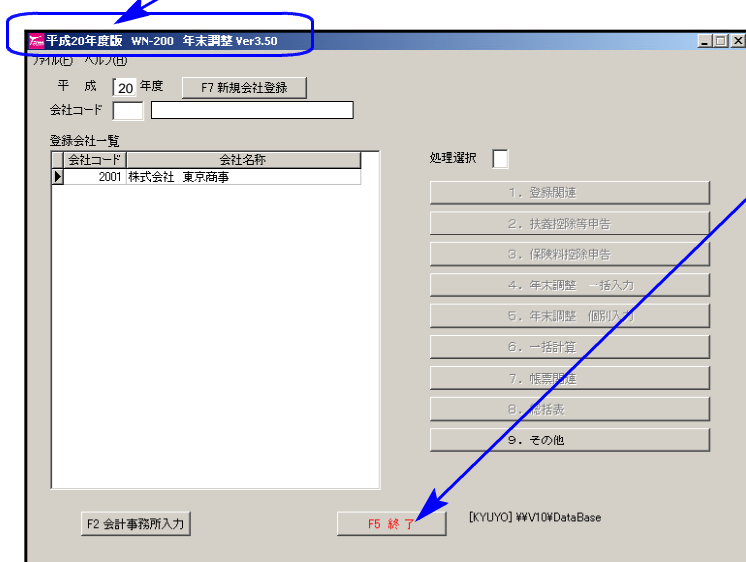 平成20年度版 WN-200 年末調整 Ver3.50
ファイル(F) ヘルプ(H)
平 成 20 年度 F7 新規会社登録
会社コード
登録会社一覧
会社コード 会社名称
2001 株式会社 東京商事
処理選択
1. 登録関連
2. 扶養控除等申告
3. 保険料控除申告
4. 年末調整 一括入力
5. 年末調整 個別入力
6. 一括計算
7. 帳票関連
8. 総括表
9. その他
F2 会計事務所入力
F5 終 了
[KYUYO] ¥¥V10¥DataBase